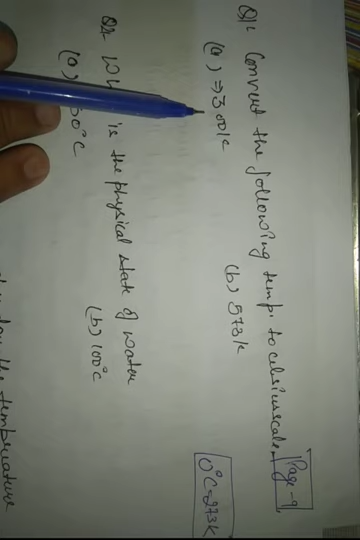 Q1. Convert the following temp. to celsius scale. Page-9
(a) ⇒ 300K (b) 573K
0°C=273K
Q2. is the physical state of water
(a) (b) 100°C
the temperature